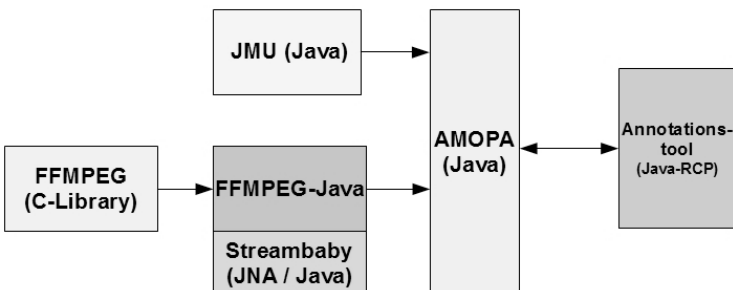 JMU (Java)
FFMPEG
(C-Library)
FFMPEG-Java
Streambaby
(JNA / Java)
AMOPA
(Java)
Annotations-
tool
(Java-RCP)